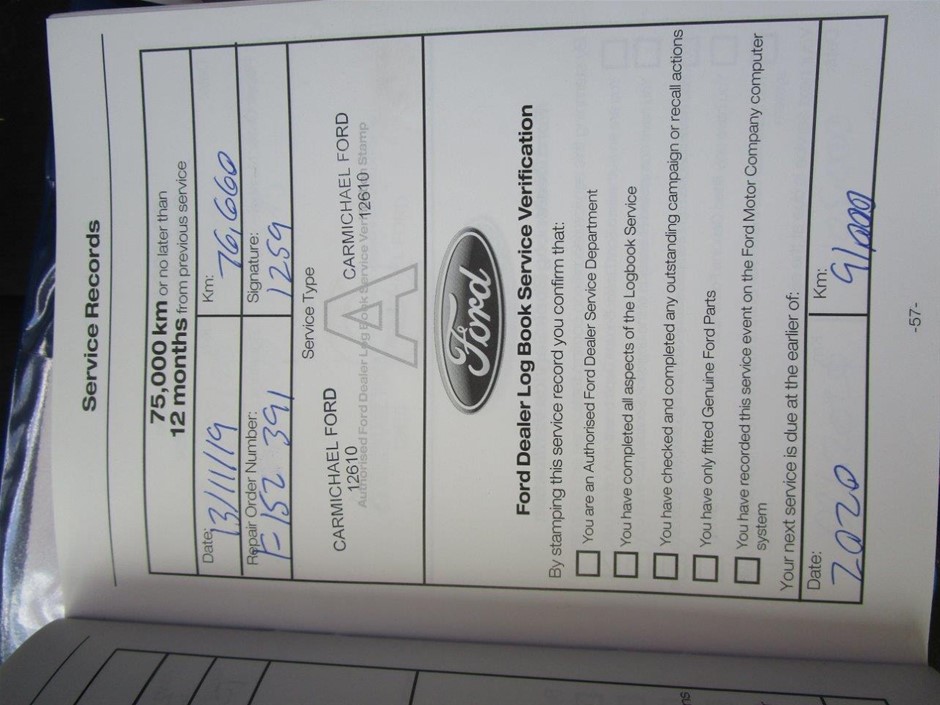 Service Records
75,000 km or no later than
12 months from previous service
Date: 13/11/19 Km: 76,660
Repair Order Number: F152 391 Signature: 1259
Service Type
CARMICHAEL FORD CARMICHAEL FORD
12610 12610
A
Authorised Ford Dealer Log Book Service Stamp
Ford
Ford Dealer Log Book Service Verification
By stamping this service record you confirm that:
You are an Authorised Ford Dealer Service Department
You have completed all aspects of the Logbook Service
You have checked and completed any outstanding campaign or recall actions
You have only fitted Genuine Ford Parts
You have recorded this service event on the Ford Motor Company computer
system
Your next service is due at the earlier of:
Date: 2020 Km: 91,000
-57-